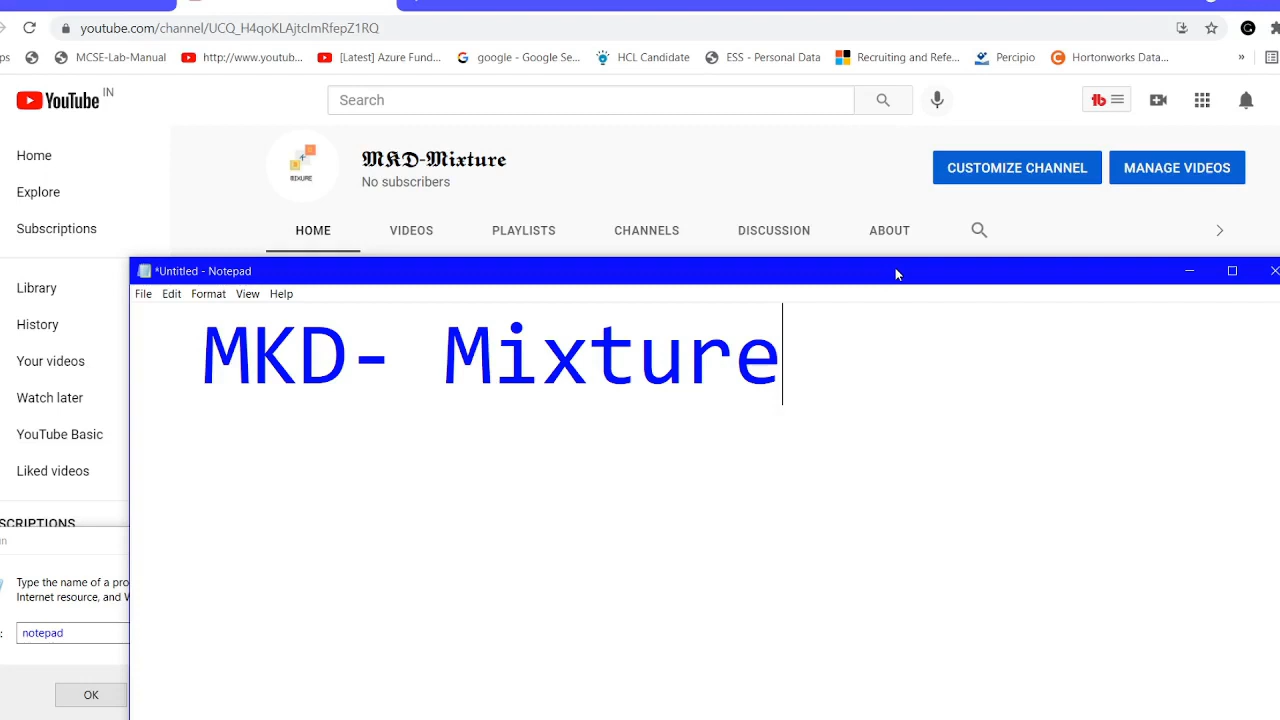 youtube.com/channel/UCQ_H4qoKLAjtclmRfepZ1RQ
ps MCSE-Lab-Manual http://www.youtub... [Latest] Azure Fund... google - Google Se... HCL Candidate ESS - Personal Data Recruiting and Refe... Percipio Hortonworks Data... »
YouTube IN
Search
tb
Home
Explore
Subscriptions
Library
History
Your videos
Watch later
YouTube Basic
Liked videos
SCRIPTIONS
MIXURE
𝕸𝕶𝕯-𝕸𝖎𝖝𝖙𝖚𝖗𝖊
No subscribers
CUSTOMIZE CHANNEL
MANAGE VIDEOS
HOME VIDEOS PLAYLISTS CHANNELS DISCUSSION ABOUT
*Untitled - Notepad
File Edit Format View Help
MKD- Mixture
n
Type the name of a pro
Internet resource, and W
: notepad
OK